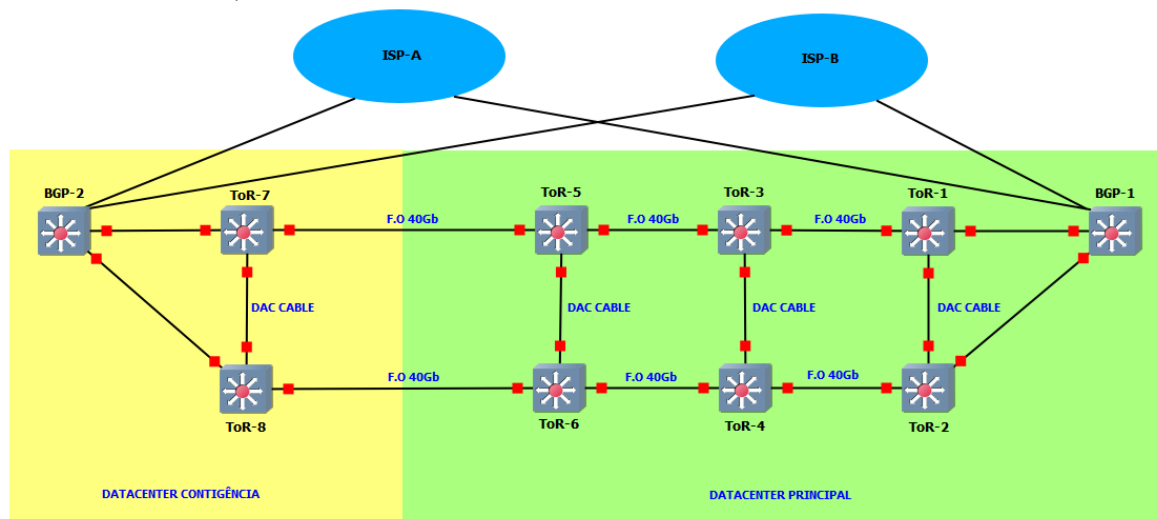 ISP-A
ISP-B
BGP-2
ToR-7
ToR-5
ToR-3
ToR-1
BGP-1
F.O 40Gb
F.O 40Gb
F.O 40Gb
DAC CABLE
DAC CABLE
DAC CABLE
DAC CABLE
F.O 40Gb
F.O 40Gb
F.O 40Gb
ToR-8
ToR-6
ToR-4
ToR-2
DATACENTER CONTIGÊNCIA
DATACENTER PRINCIPAL